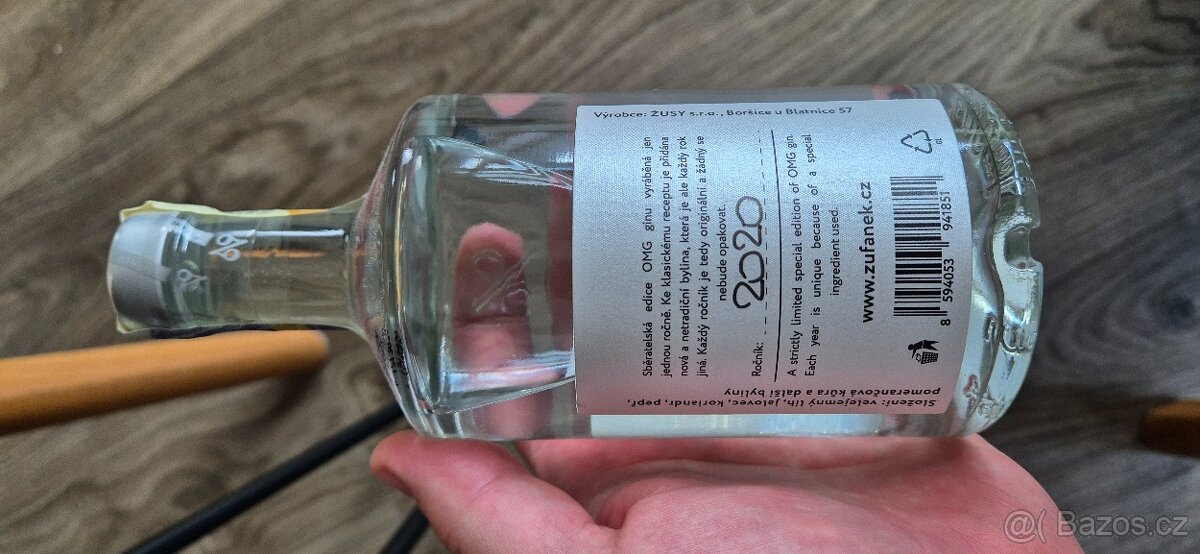 Výrobce: ŽUSY s.r.o., Boršice u Blatnice 57
Sběratelská edice OMG ginu vyráběná jen
jednou ročně. Ke klasickému receptu je přidána
nová a netradiční bylina, která je ale každý rok
jiná. Každý ročník je tedy originální a žádný se
nebude opakovat.
Ročník: 2020
A strictly limited special edition of OMG gin.
Each year is unique because of a special
ingredient used.
www.zufanek.cz
8 594053 941851
Složení: velejemný líh, jalovec, koriandr, pepř,
pomerančová kůra a další byliny
@( Bazos.cz